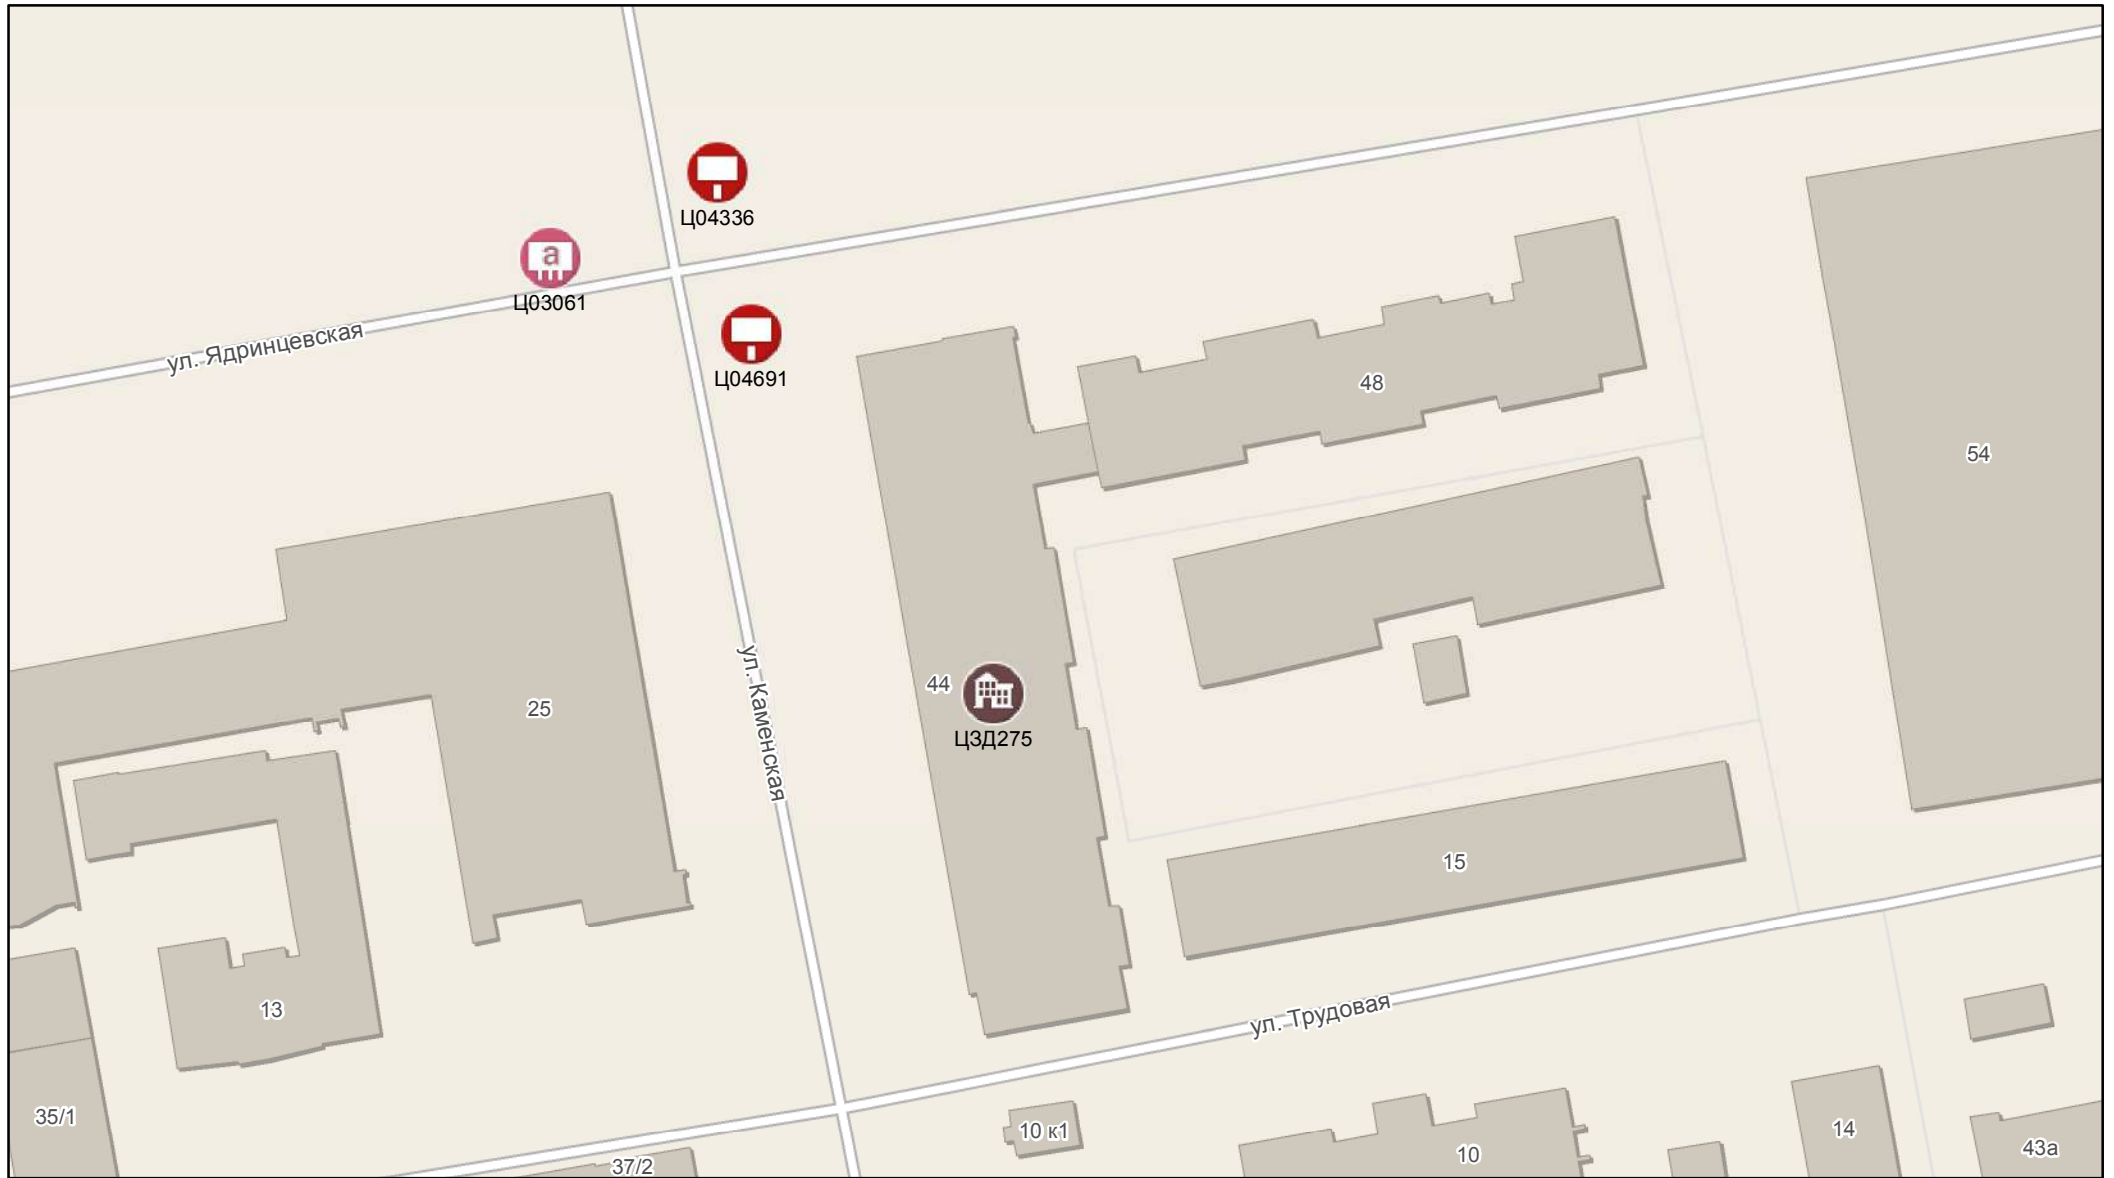 Ц04336
а
Ц03061
ул. Ядринцевская
Ц04691
48
54
44
25
ул. Каменская
ЦЗД275
15
13
ул. Трудовая
35/1
37/2
10 к1
10
14
43а